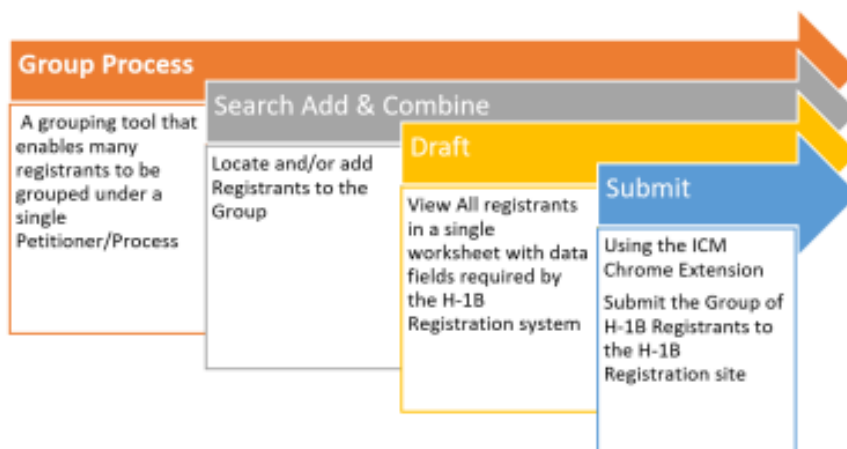 Group Process
A grouping tool that
enables many
registrants to be
grouped under a
single
Petitioner/Process
Search Add & Combine
Locate and/or add
Registrants to the
Group
Draft
View All registrants
in a single
worksheet with data
fields required by
the H-1B
Registration system
Submit
Using the ICM
Chrome Extension
Submit the Group of
H-1B Registrants to
the H-1B
Registration site